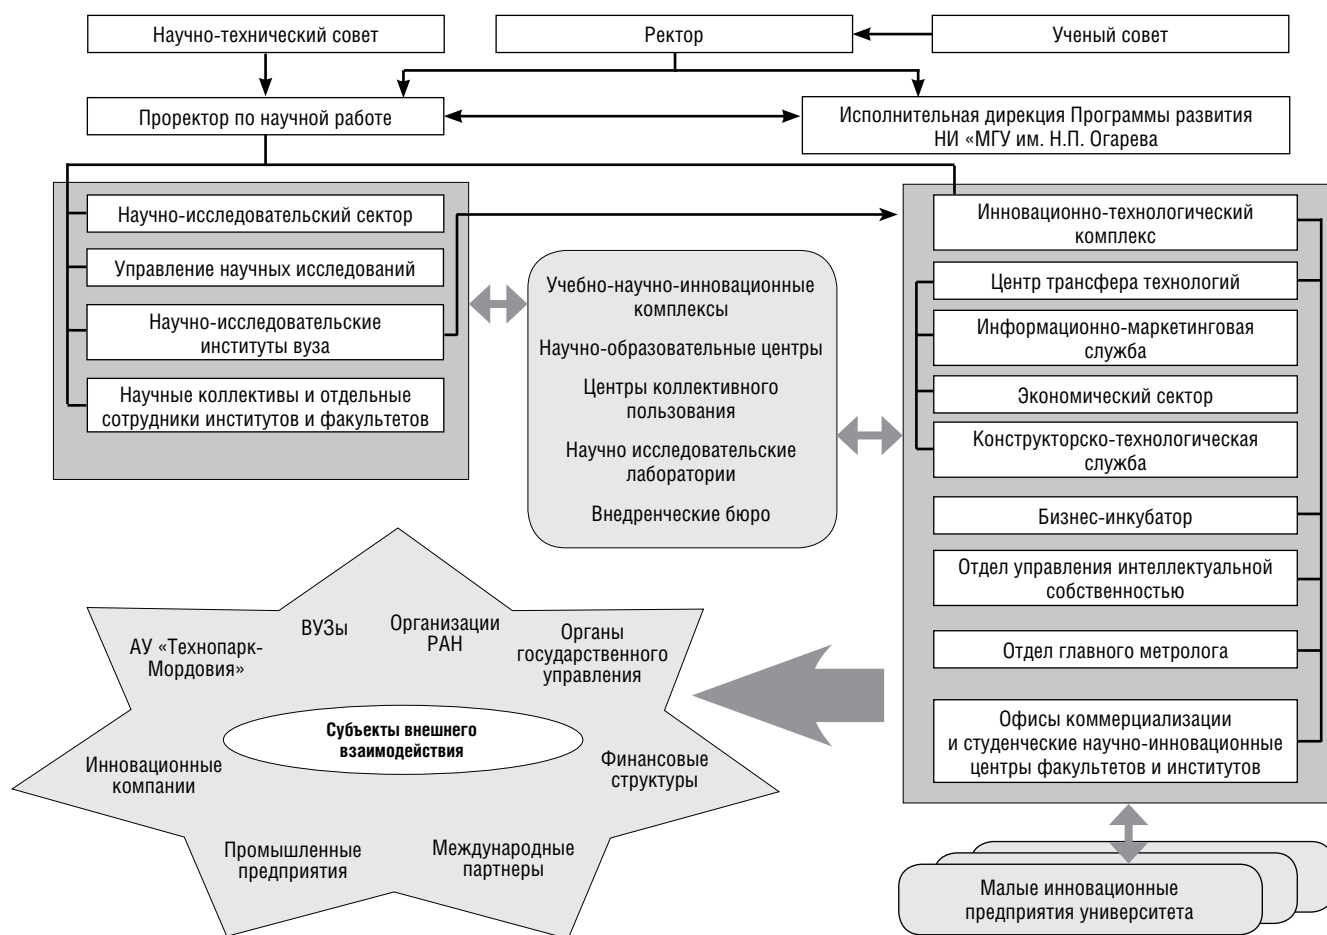 Научно-технический совет
Ректор
Ученый совет
Проректор по научной работе
Исполнительная дирекция Программы развития
НИ «МГУ им. Н.П. Огарева
Научно-исследовательский сектор
Управление научных исследований
Научно-исследовательские
институты вуза
Научные коллективы и отдельные
сотрудники институтов и факультетов
Учебно-научно-инновационные
комплексы
Научно-образовательные центры
Центры коллективного
пользования
Научно исследовательские
лаборатории
Внедренческие бюро
Инновационно-технологический
комплекс
Центр трансфера технологий
Информационно-маркетинговая
служба
Экономический сектор
Конструкторско-технологическая
служба
Бизнес-инкубатор
Отдел управления интеллектуальной
собственностью
Отдел главного метролога
Офисы коммерциализации
и студенческие научно-инновационные
центры факультетов и институтов
АУ «Технопарк-
Мордовия»
ВУЗы
Организации
РАН
Органы
государственного
управления
Субъекты внешнего
взаимодействия
Инновационные
компании
Финансовые
структуры
Промышленные
предприятия
Международные
партнеры
Малые инновационные
предприятия университета